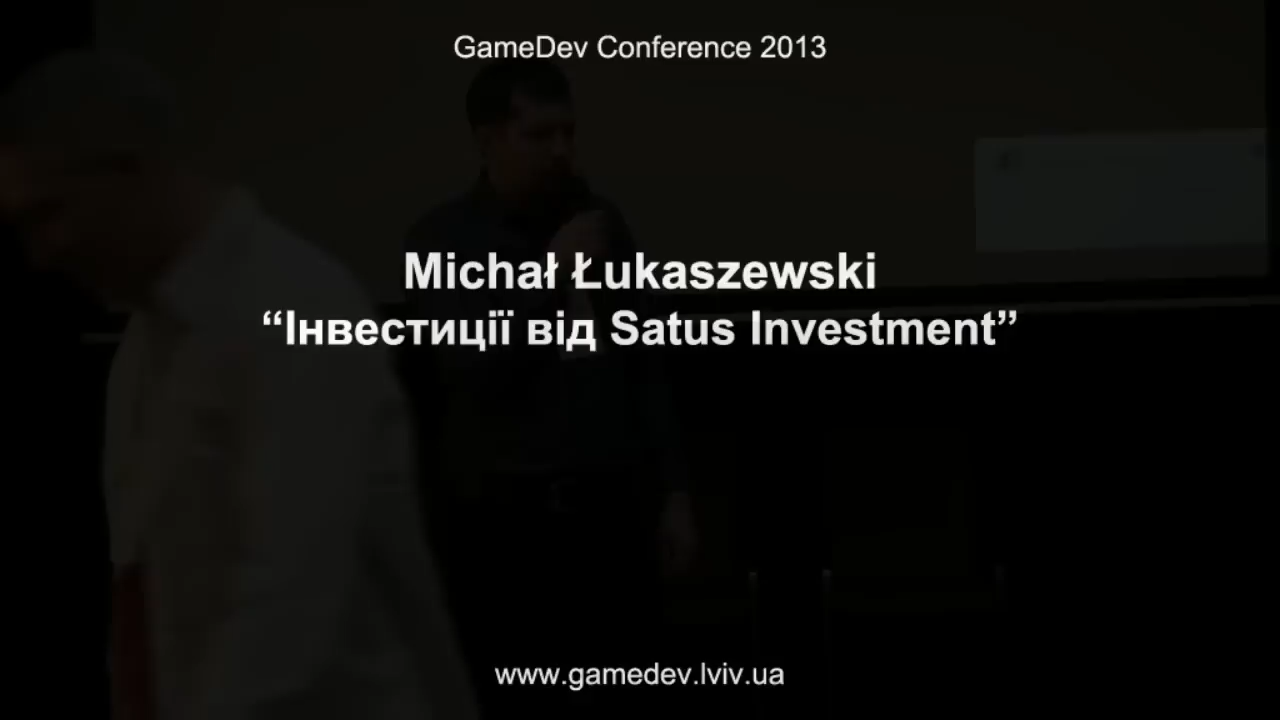 GameDev Conference 2013
Michał Łukaszewski
“Інвестиції від Satus Investment”
www.gamedev.lviv.ua